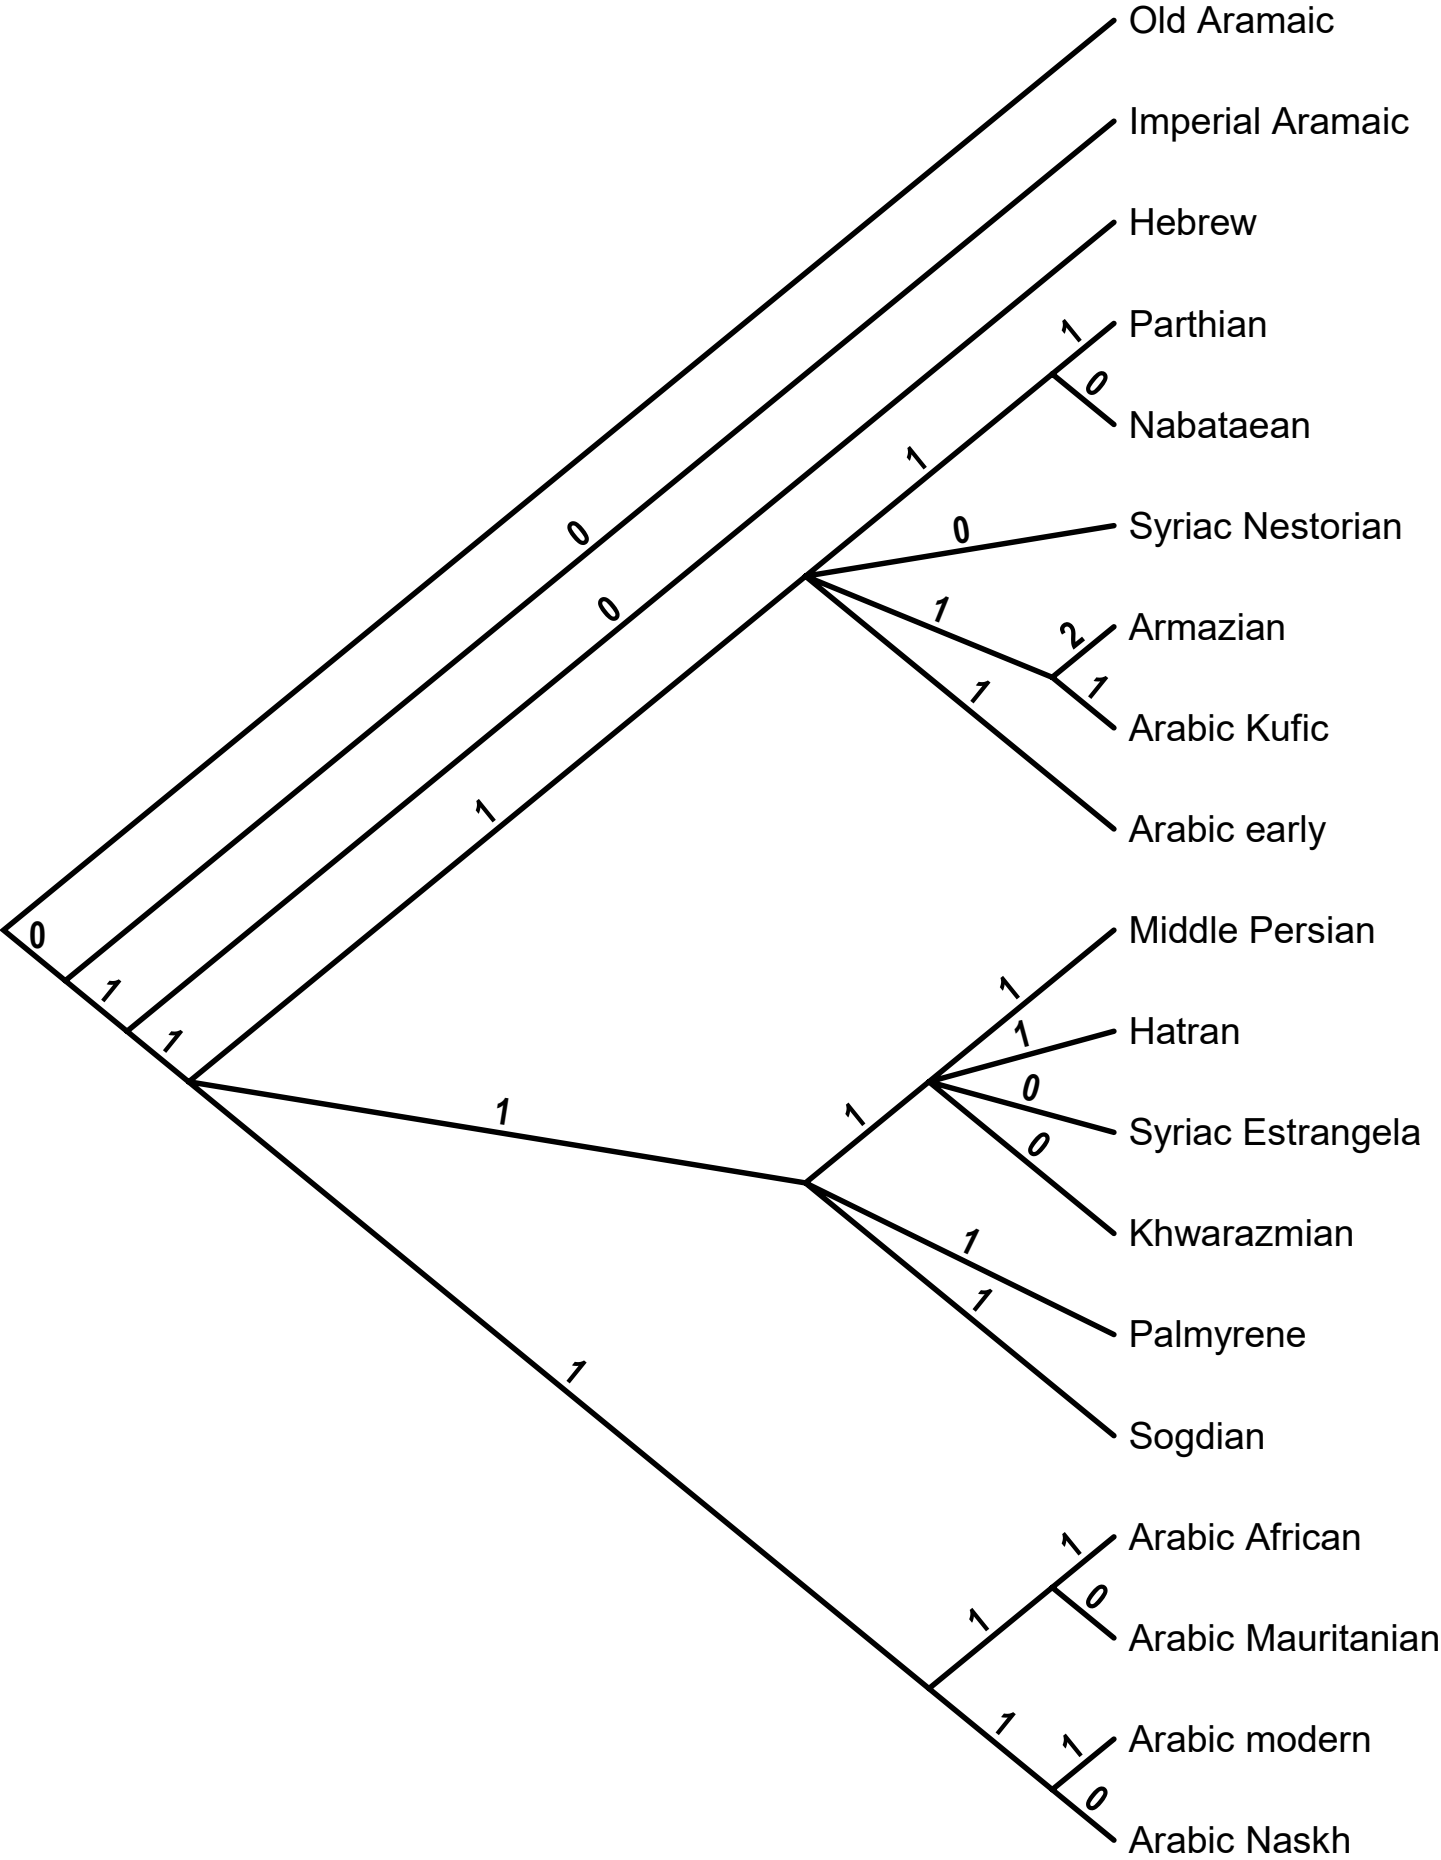 Old Aramaic
Imperial Aramaic
Hebrew
1 Parthian
0
Nabataean
1
0 Syriac Nestorian
0
1
0
2 Armazian
1
1
Arabic Kufic
1
Arabic early
0
Middle Persian
1
1
1 Hatran
1
0
1
1
Syriac Estrangela
0
Khwarazmian
1
1
Palmyrene
1
Sogdian
1 Arabic African
0
1
Arabic Mauritanian
1
1 Arabic modern
0
Arabic Naskh